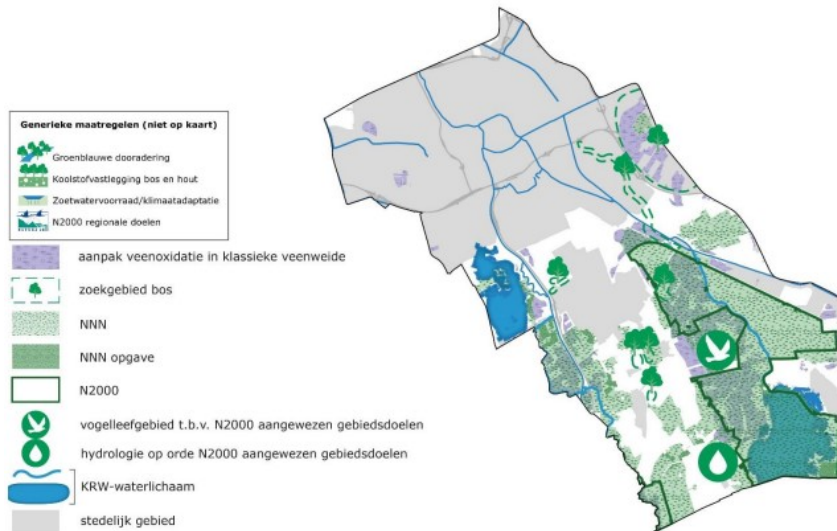 Generieke maatregelen (niet op kaart)
Groenblauwe dooradering
Koolstofvastlegging bos en hout
Zoetwatervoorraad/klimaatadaptatie
N2000 regionale doelen
aanpak veenoxidatie in klassieke veenweide
zoekgebied bos
NNN
NNN opgave
N2000
vogelleefgebied t.b.v. N2000 aangewezen gebiedsdoelen
hydrologie op orde N2000 aangewezen gebiedsdoelen
KRW-waterlichaam
stedelijk gebied